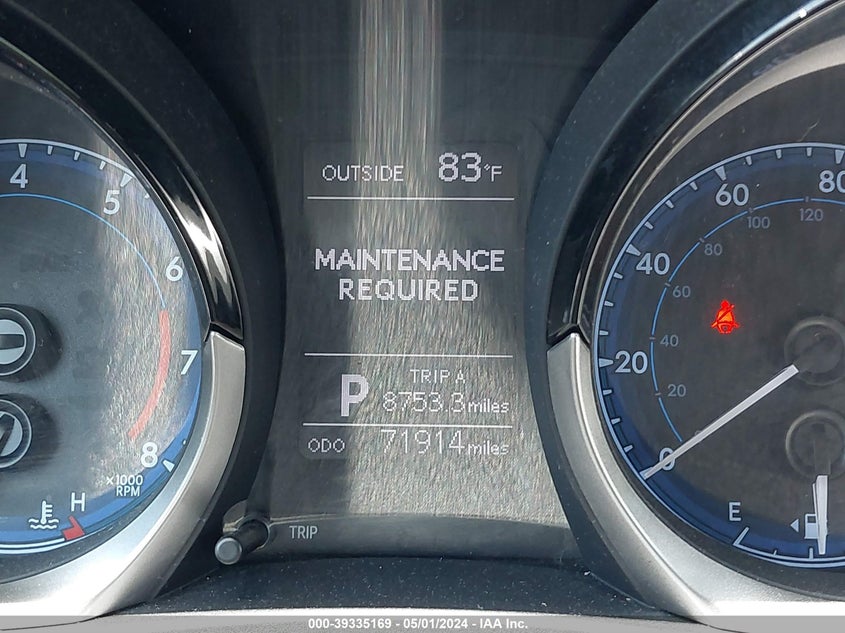 OUTSIDE 83°F
MAINTENANCE
REQUIRED
P TRIP A
8753.3 miles
ODO 71914 miles
4
5
6
7
8
×1000
RPM
H
TRIP
0
20
40
60
80
20
40
60
80
100
120
E
000-39335169 - 05/01/2024 - IAA Inc.